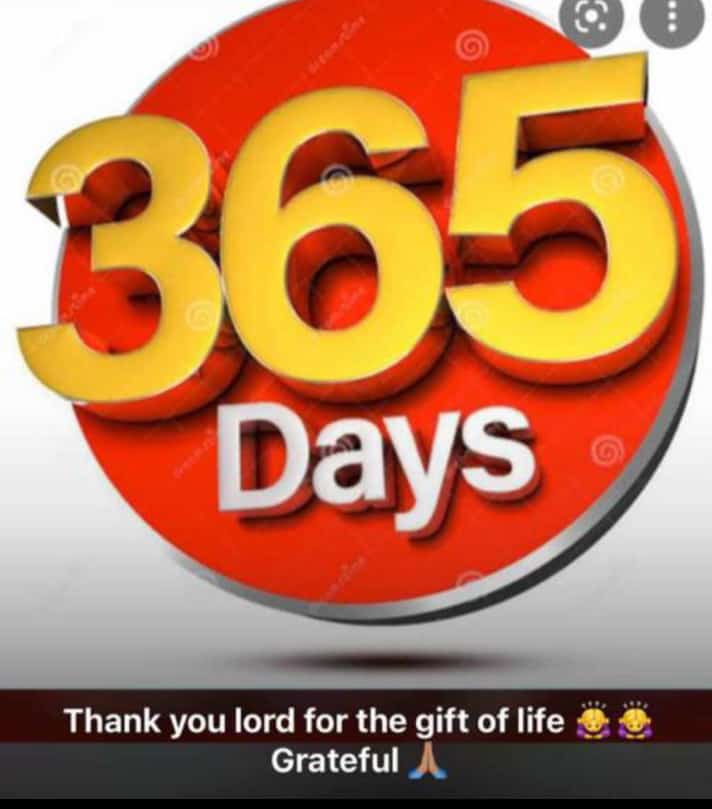 365
Days
Thank you lord for the gift of life 🙌 🙌
Grateful 🙏🏽